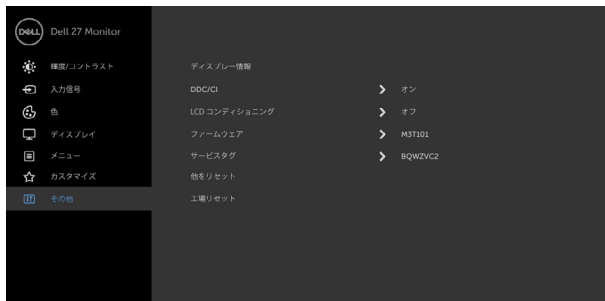 DELL Dell 27 Monitor
輝度/コントラスト ディスプレー情報
入力信号 DDC/CI オン
色 LCD コンディショニング オフ
ディスプレイ ファームウェア M3T101
メニュー サービスタグ BQWZVC2
カスタマイズ 他をリセット
その他 工場リセット